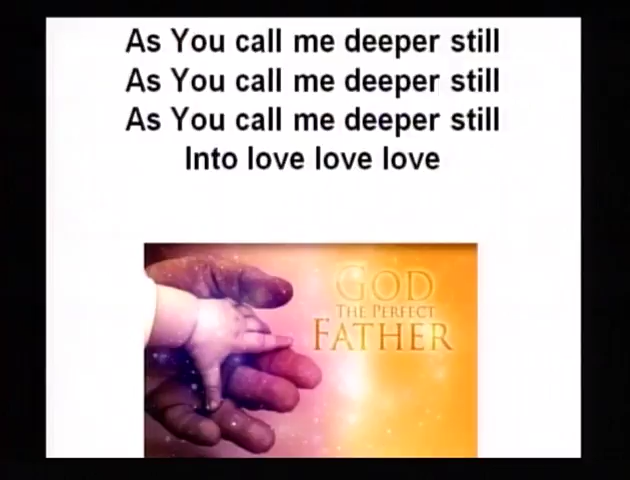 As You call me deeper still
As You call me deeper still
As You call me deeper still
Into love love love
GOD
THE PERFECT
FATHER